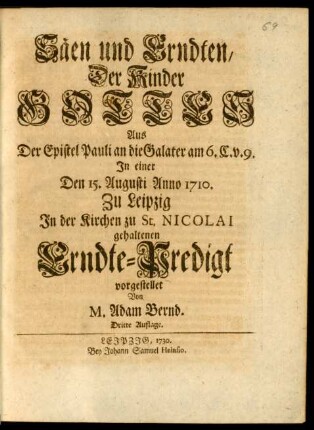 Säen und Erndten/
Der Kinder
GOTTES
Aus
Der Epistel Pauli an die Galater am 6. C. v. 9.
In einer
Den 15. Augusti Anno 1710.
Zu Leipzig
In der Kirchen zu St. NICOLAI
gehaltenen
Erndte-Predigt
vorgestellet
Von
M. Adam Bernd.
Dritte Auflage.
LEIPZIG, 1730.
Bey Johann Samuel